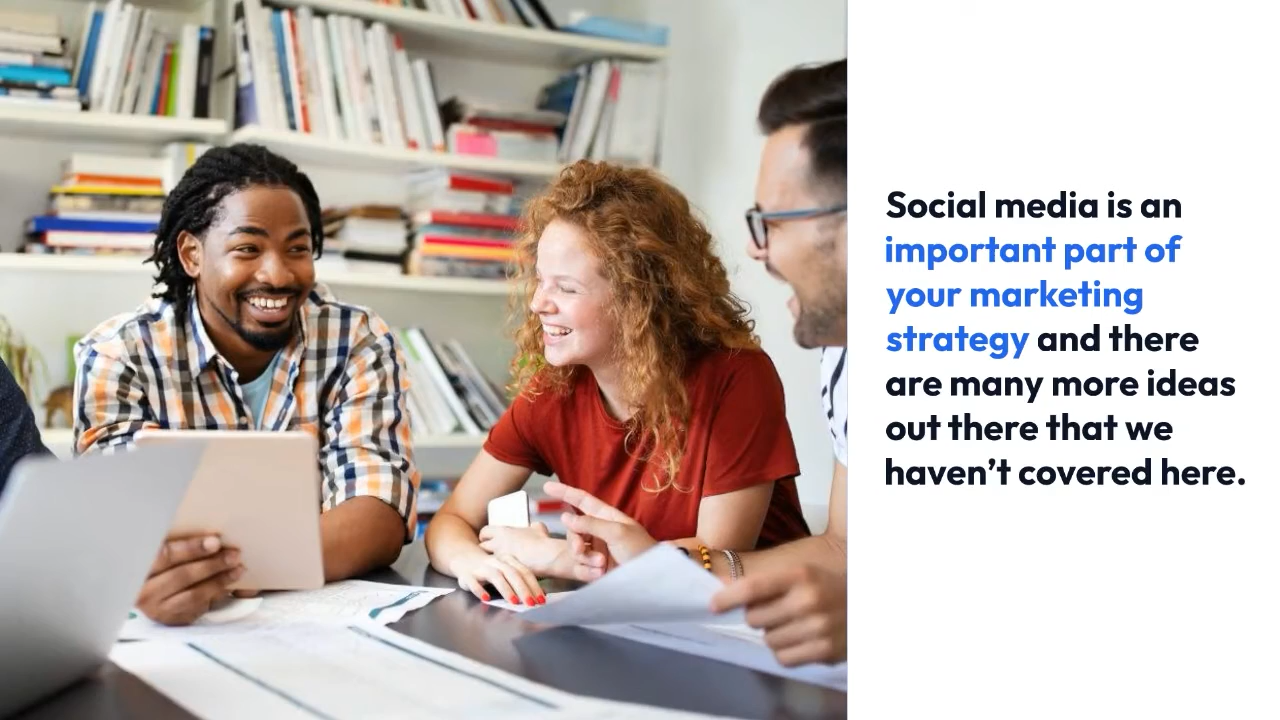 Social media is an
important part of
your marketing
strategy and there
are many more ideas
out there that we
haven’t covered here.